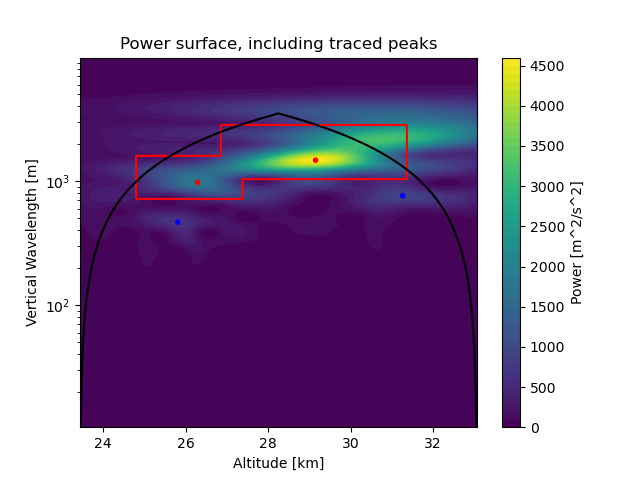 Power surface, including traced peaks
Vertical Wavelength [m]
10^3
10^2
24 26 28 30 32
Altitude [km]
4500
4000
3500
3000
2500
2000
1500
1000
500
0
Power [m^2/s^2]